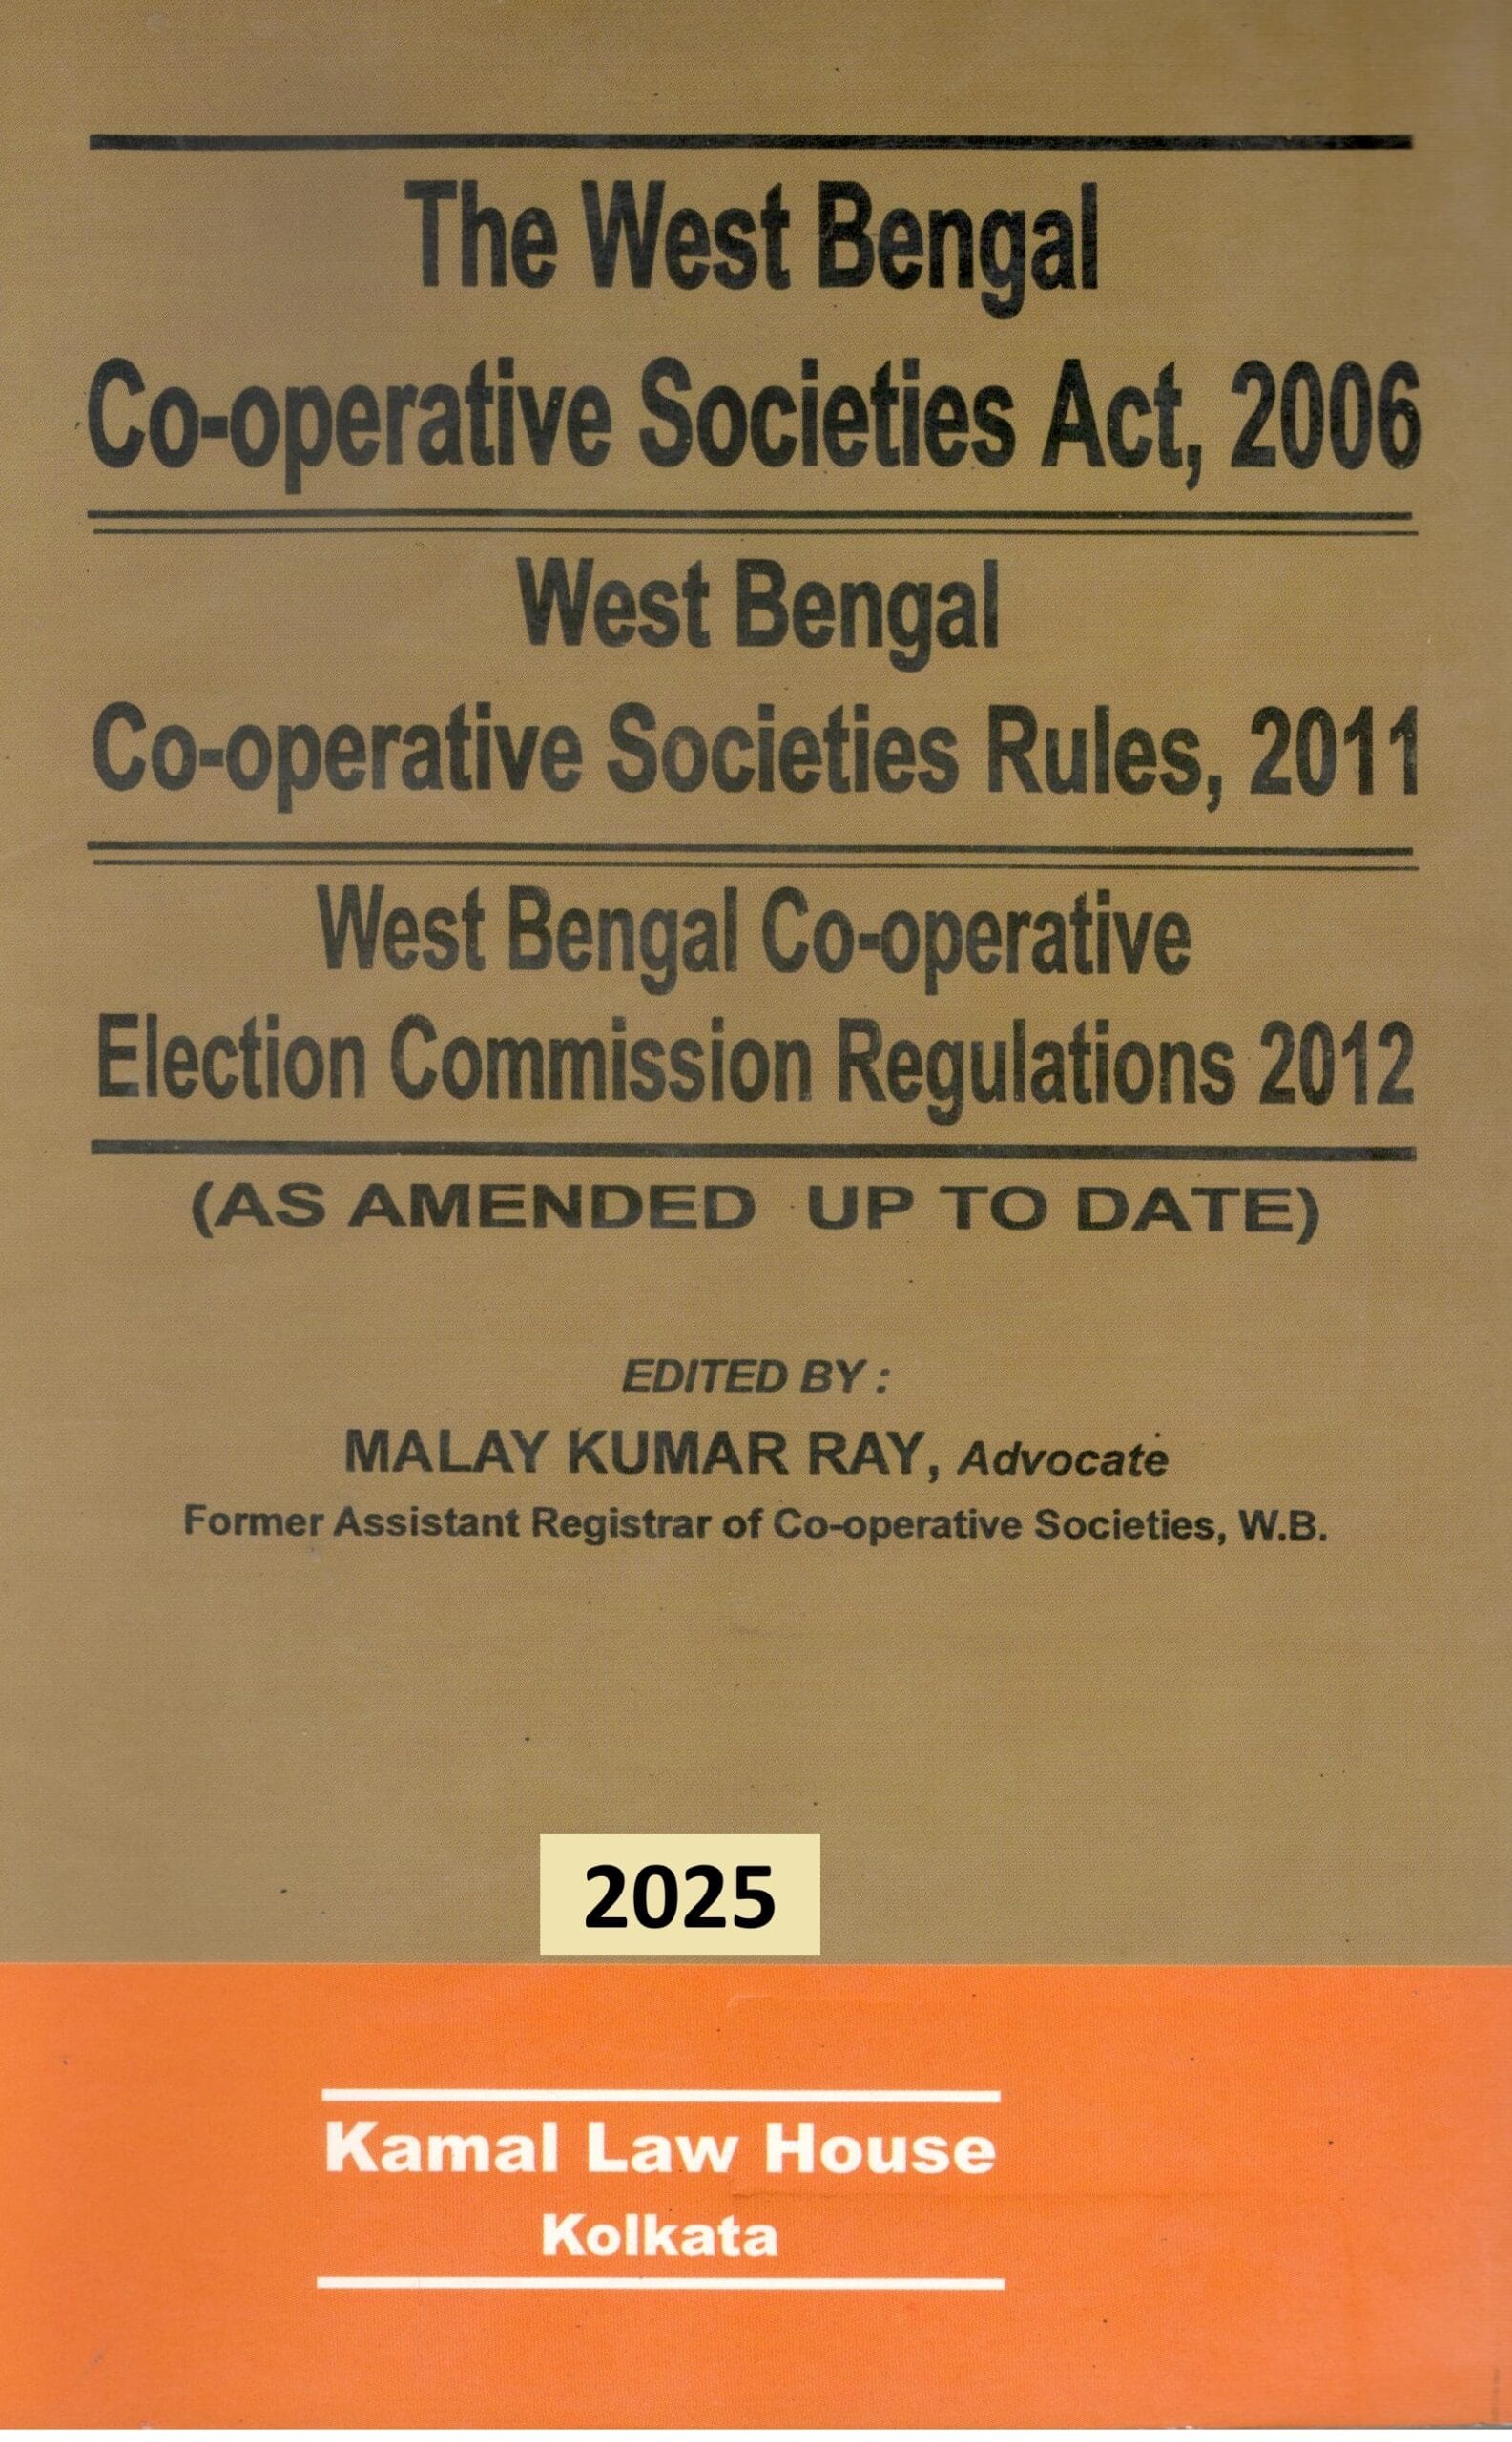 The West Bengal
Co-operative Societies Act, 2006
West Bengal
Co-operative Societies Rules, 2011
West Bengal Co-operative
Election Commission Regulations 2012
(AS AMENDED UP TO DATE)
EDITED BY :
MALAY KUMAR RAY, Advocate
Former Assistant Registrar of Co-operative Societies, W.B.
2025
Kamal Law House
Kolkata